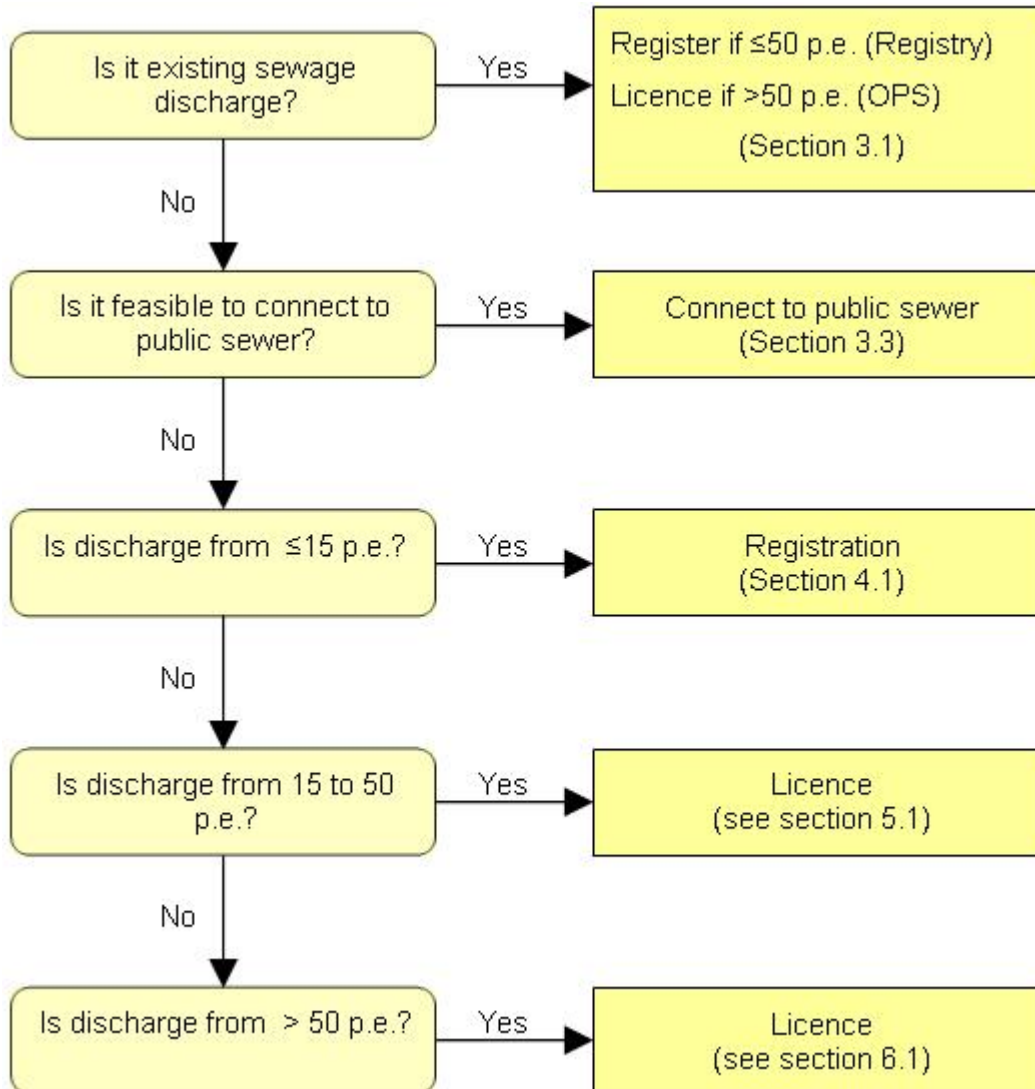 Is it existing sewage
discharge?
Yes
Register if ≤50 p.e. (Registry)
Licence if >50 p.e. (OPS)
(Section 3.1)
No
Is it feasible to connect to
public sewer?
Yes
Connect to public sewer
(Section 3.3)
No
Is discharge from ≤15 p.e.?
Yes
Registration
(Section 4.1)
No
Is discharge from 15 to 50
p.e.?
Yes
Licence
(see section 5.1)
No
Is discharge from > 50 p.e.?
Yes
Licence
(see section 6.1)